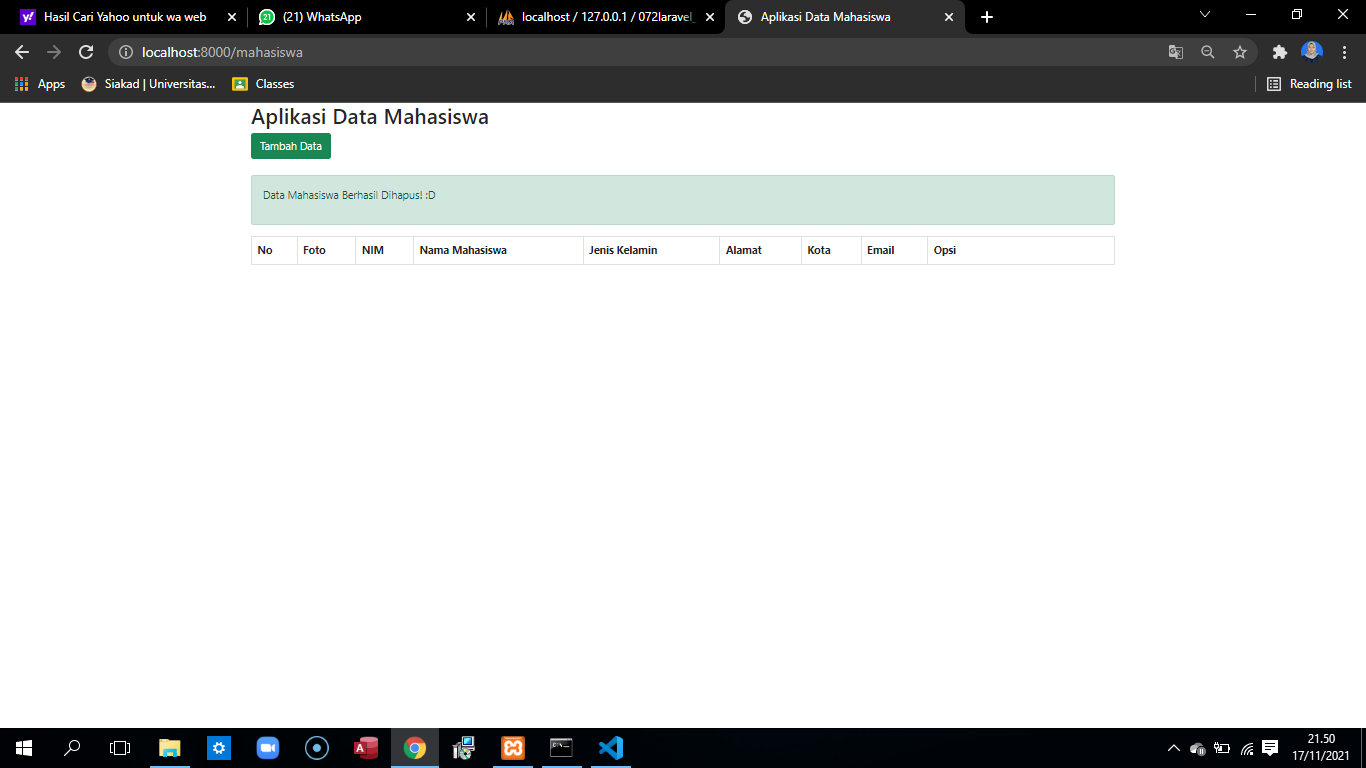 Hasil Cari Yahoo untuk wa web
(21) WhatsApp
localhost / 127.0.0.1 / 072laravel_
Aplikasi Data Mahasiswa
localhost:8000/mahasiswa
Apps
Siakad | Universitas...
Classes
Reading list
Aplikasi Data Mahasiswa
Tambah Data
Data Mahasiswa Berhasil Dihapus! :D
No Foto NIM Nama Mahasiswa Jenis Kelamin Alamat Kota Email Opsi
21.50
17/11/2021